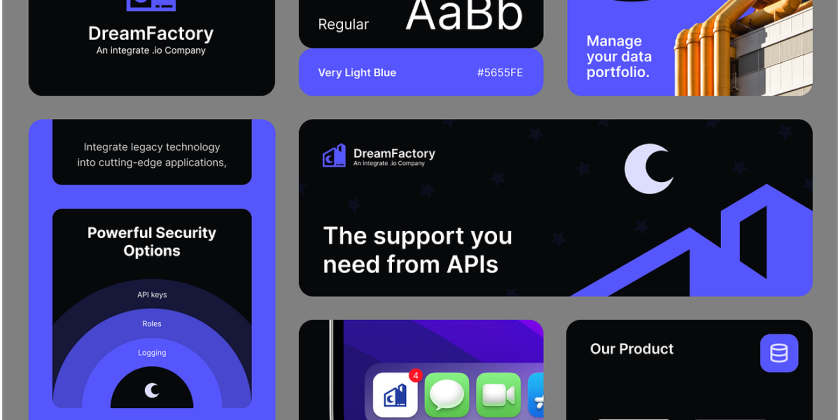 DreamFactory
An integrate .io Company
Regular
AaBb
Very Light Blue
#5655FE
Manage
your data
portfolio.
Integrate legacy technology
into cutting-edge applications,
Powerful Security
Options
API keys
Roles
Logging
DreamFactory
An integrate .io Company
The support you
need from APIs
4
Our Product